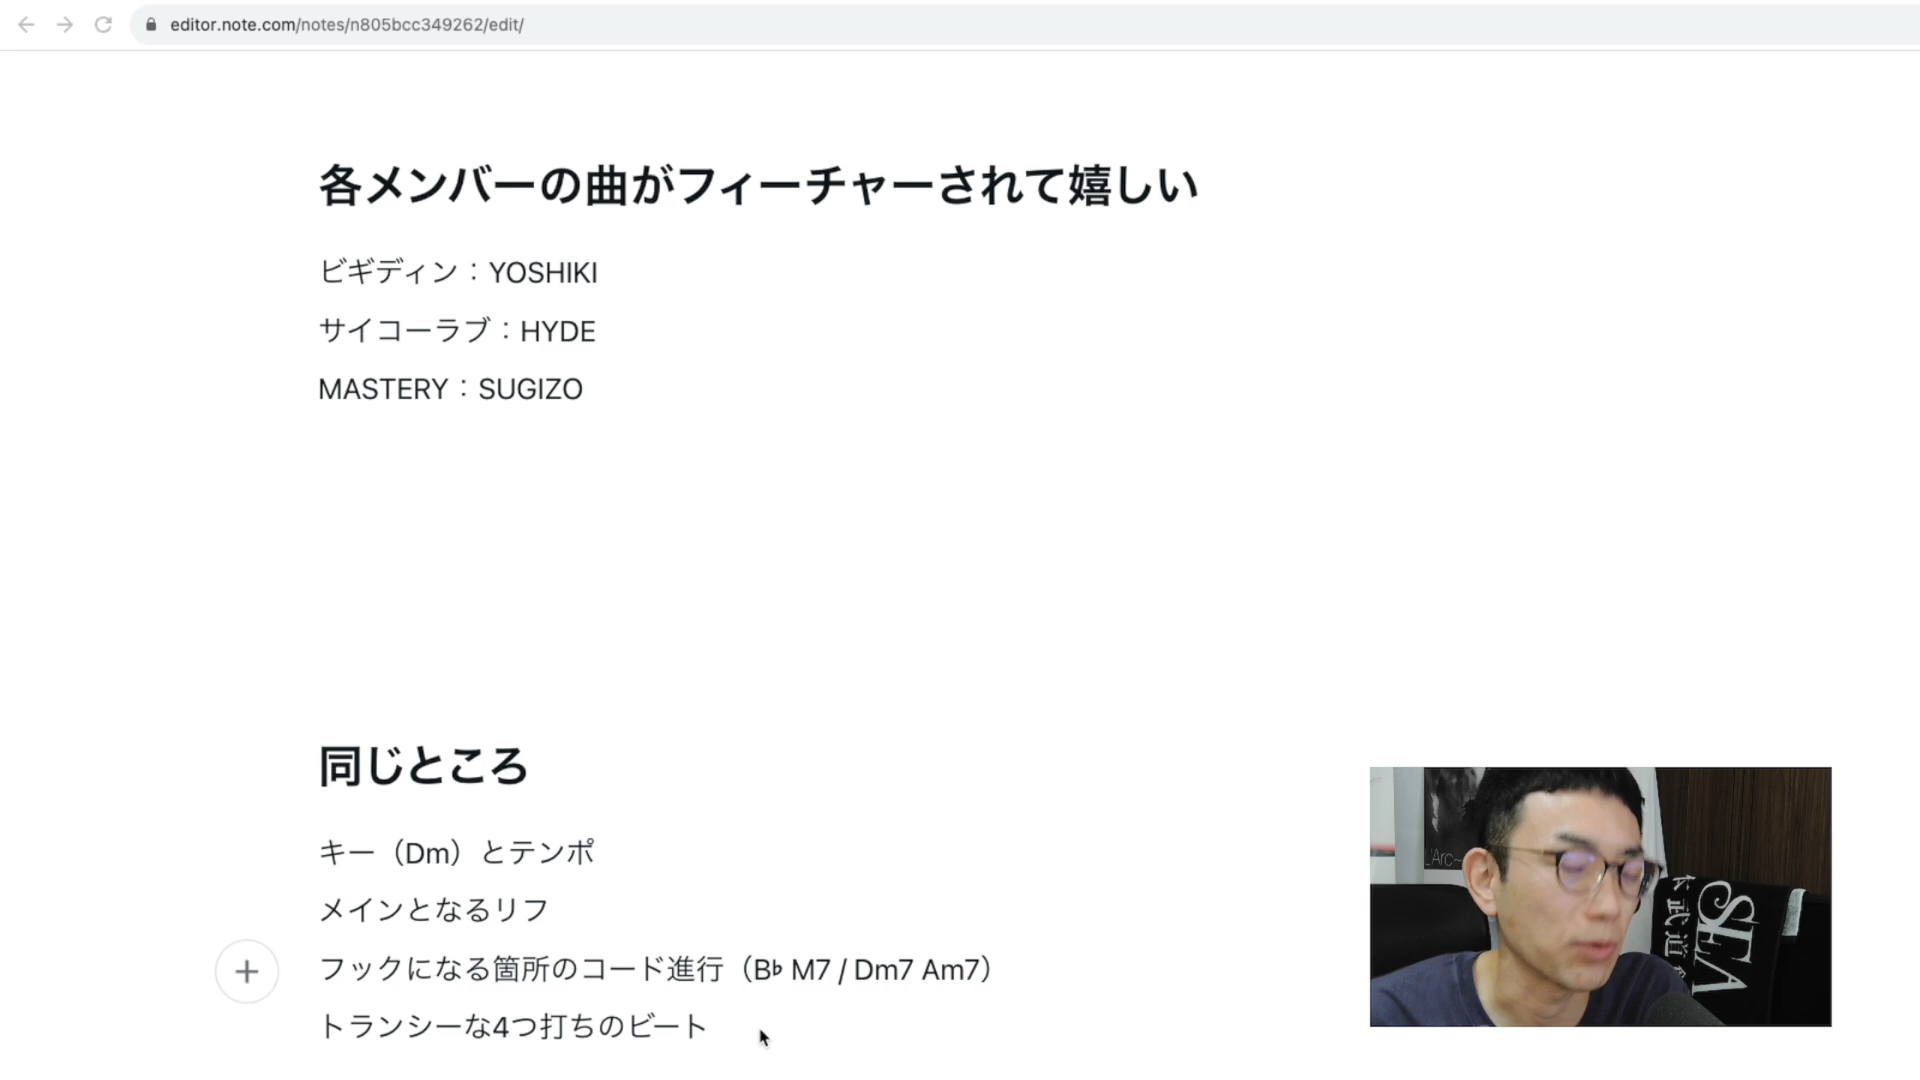 editor.note.com/notes/n805bcc349262/edit/
各メンバーの曲がフィーチャーされて嬉しい
ビギディン：YOSHIKI
サイコーラブ：HYDE
MASTERY：SUGIZO
同じところ
キー（Dm）とテンポ
メインとなるリフ
フックになる箇所のコード進行（B♭ M7 / Dm7 Am7）
トランシーな4つ打ちのビート
L'Arc~
SEA
武道